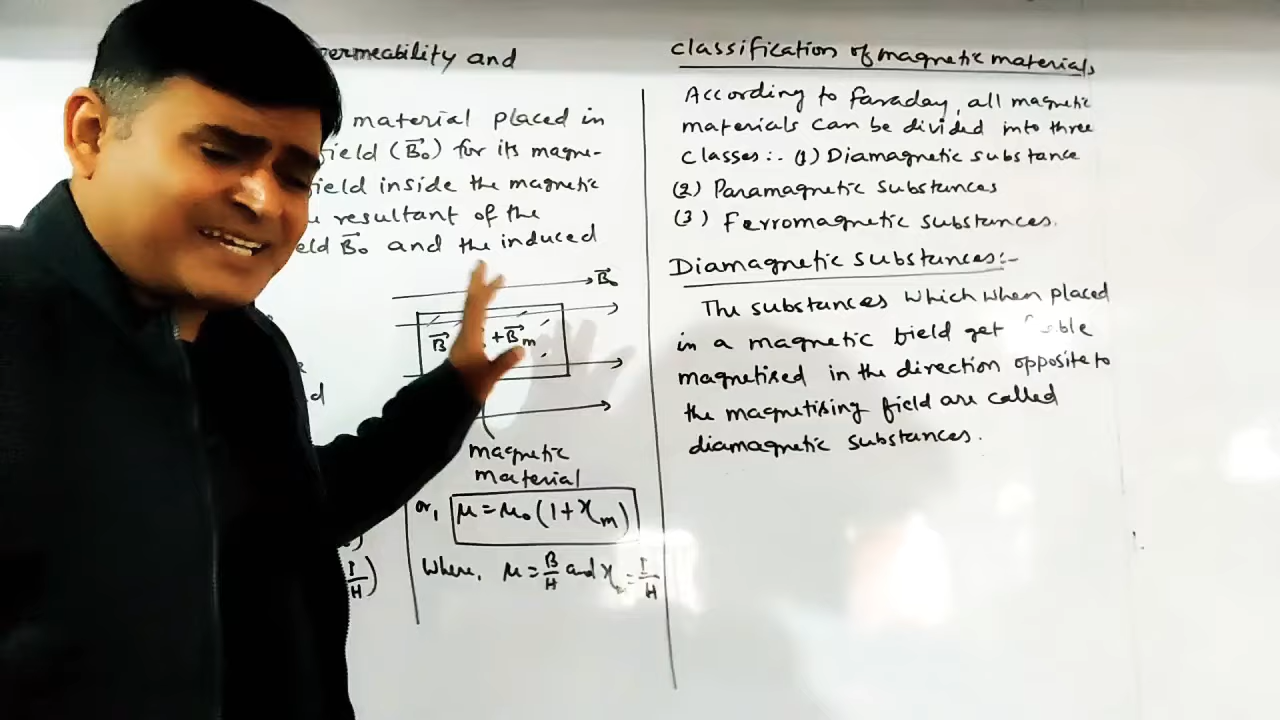 ermeability and
material placed in
ield (B⃗₀) for its magne-
field inside the magnetic
resultant of the
eld B⃗₀ and the induced
B⃗₀
B⃗ + B⃗m
magnetic
material
or, μ = μ₀ (1 + χm)
Where, μ = B/H and χm = I/H
I/H)
classification of magnetic materials
According to faraday, all magnetic
materials can be divided into three
classes:- (1) Diamagnetic substance
(2) Paramagnetic substances
(3) Ferromagnetic substances.
Diamagnetic substances:-
The substances which when placed
in a magnetic field get
magnetised in the direction opposite to
the magnetising field are called
diamagnetic substances.